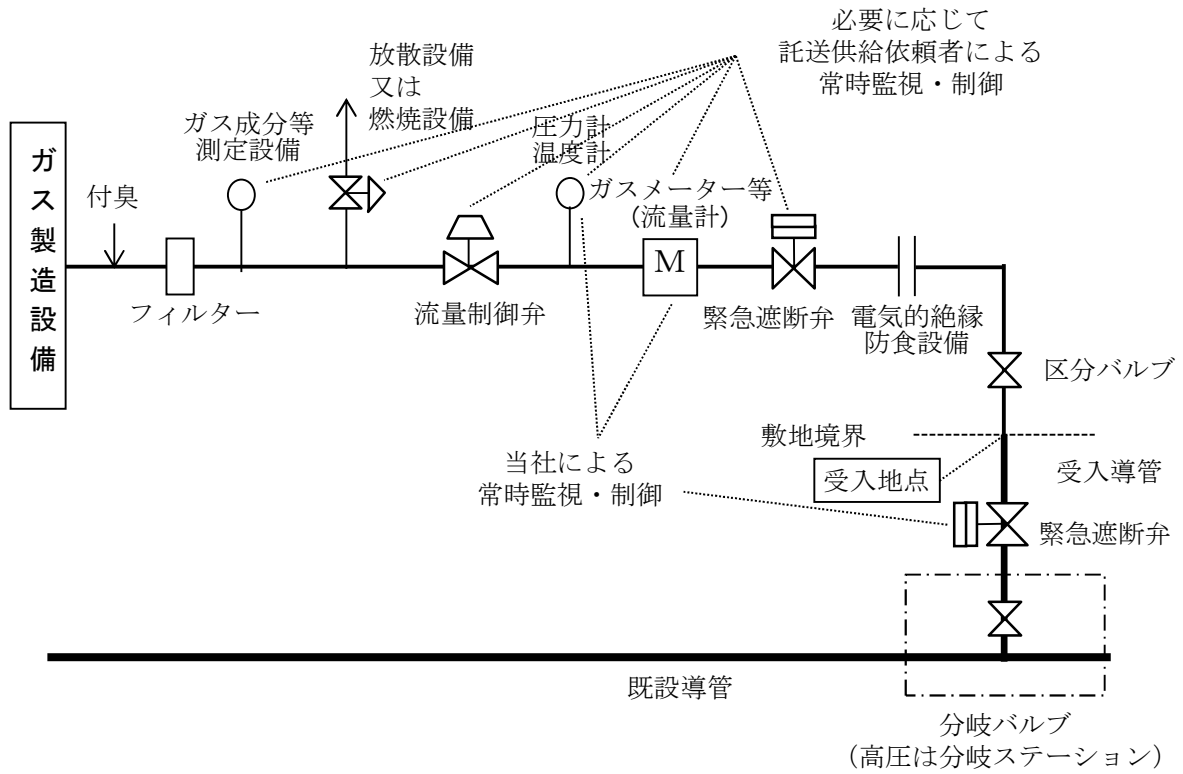 必要に応じて
託送供給依頼者による
常時監視・制御
放散設備
又は
燃焼設備
ガス成分等
測定設備
圧力計
温度計
ガスメーター等
（流量計）
ガス製造設備
付臭
M
フィルター
流量制御弁
緊急遮断弁
電気的絶縁
防食設備
区分バルブ
敷地境界
受入地点
受入導管
当社による
常時監視・制御
緊急遮断弁
既設導管
分岐バルブ
（高圧は分岐ステーション）